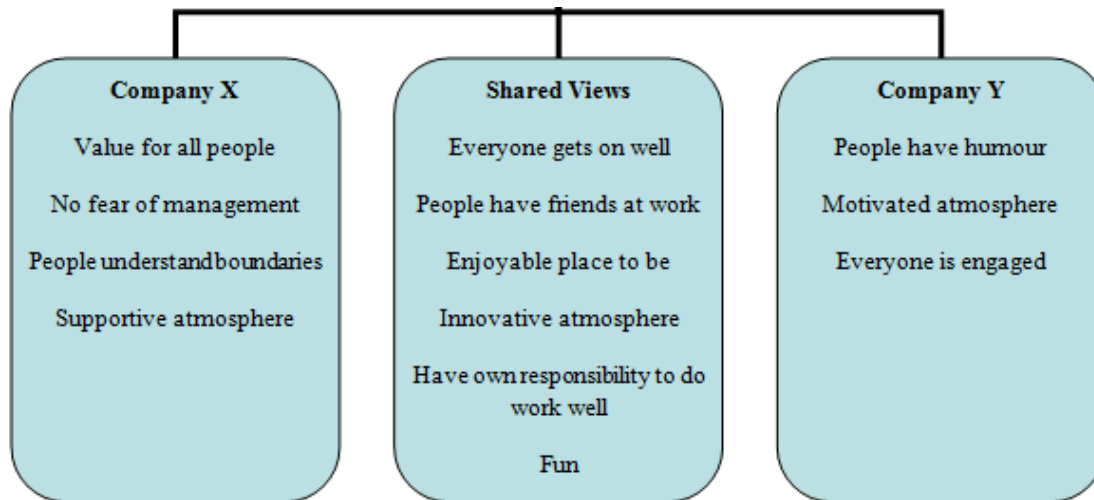 Company X
Value for all people
No fear of management
People understand boundaries
Supportive atmosphere
Shared Views
Everyone gets on well
People have friends at work
Enjoyable place to be
Innovative atmosphere
Have own responsibility to do
work well
Fun
Company Y
People have humour
Motivated atmosphere
Everyone is engaged